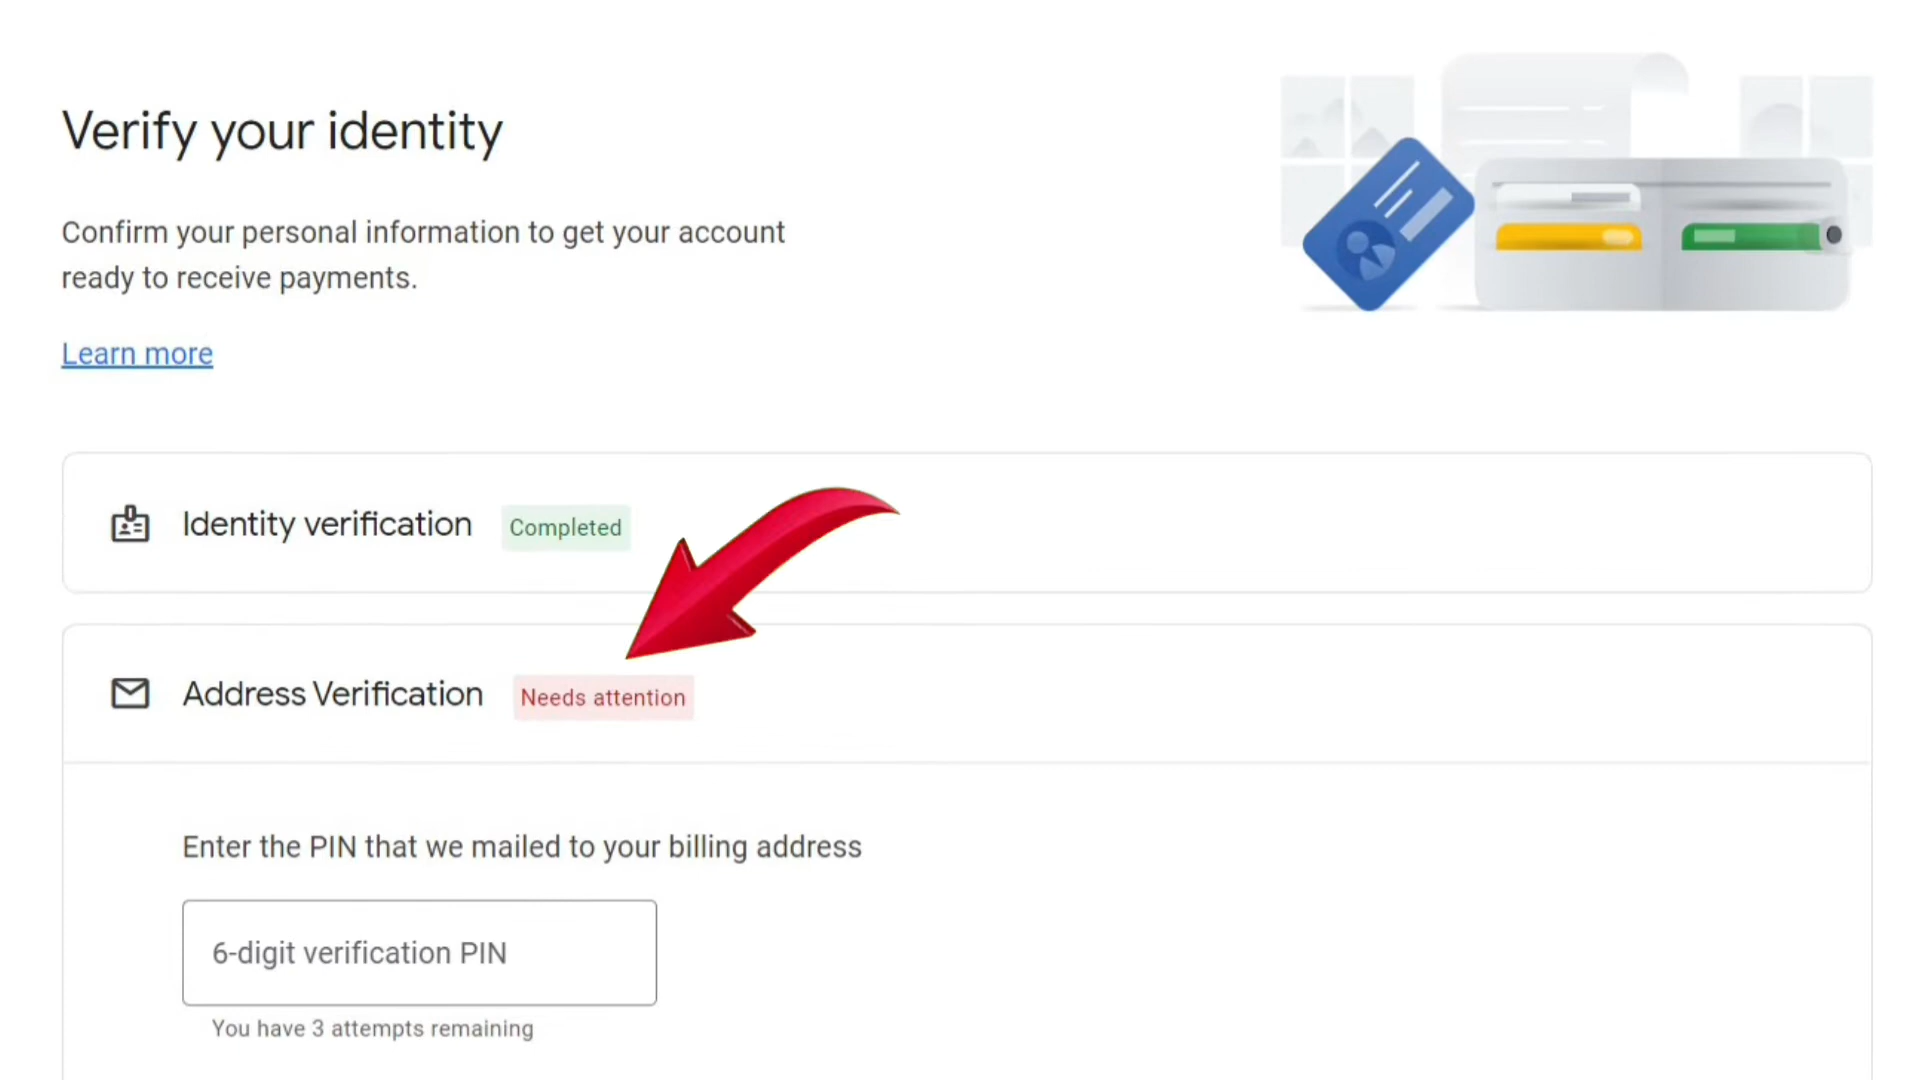 Verify your identity
Confirm your personal information to get your account
ready to receive payments.
Learn more
Identity verification Completed
Address Verification Needs attention
Enter the PIN that we mailed to your billing address
6-digit verification PIN
You have 3 attempts remaining